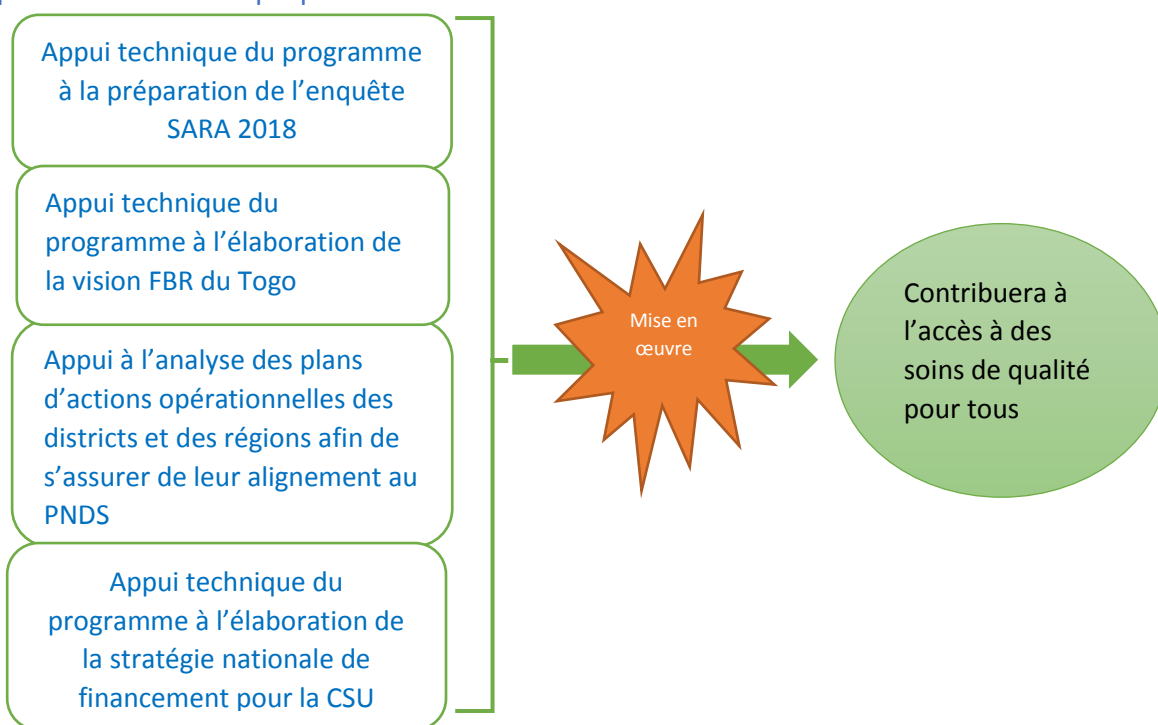 Appui technique du programme
à la préparation de l’enquête
SARA 2018
Appui technique du
programme à l’élaboration de
la vision FBR du Togo
Appui à l’analyse des plans
d’actions opérationnelles des
districts et des régions afin de
s’assurer de leur alignement au
PNDS
Appui technique du
programme à l’élaboration de
la stratégie nationale de
financement pour la CSU
Mise en
œuvre
Contribuera à
l’accès à des
soins de qualité
pour tous